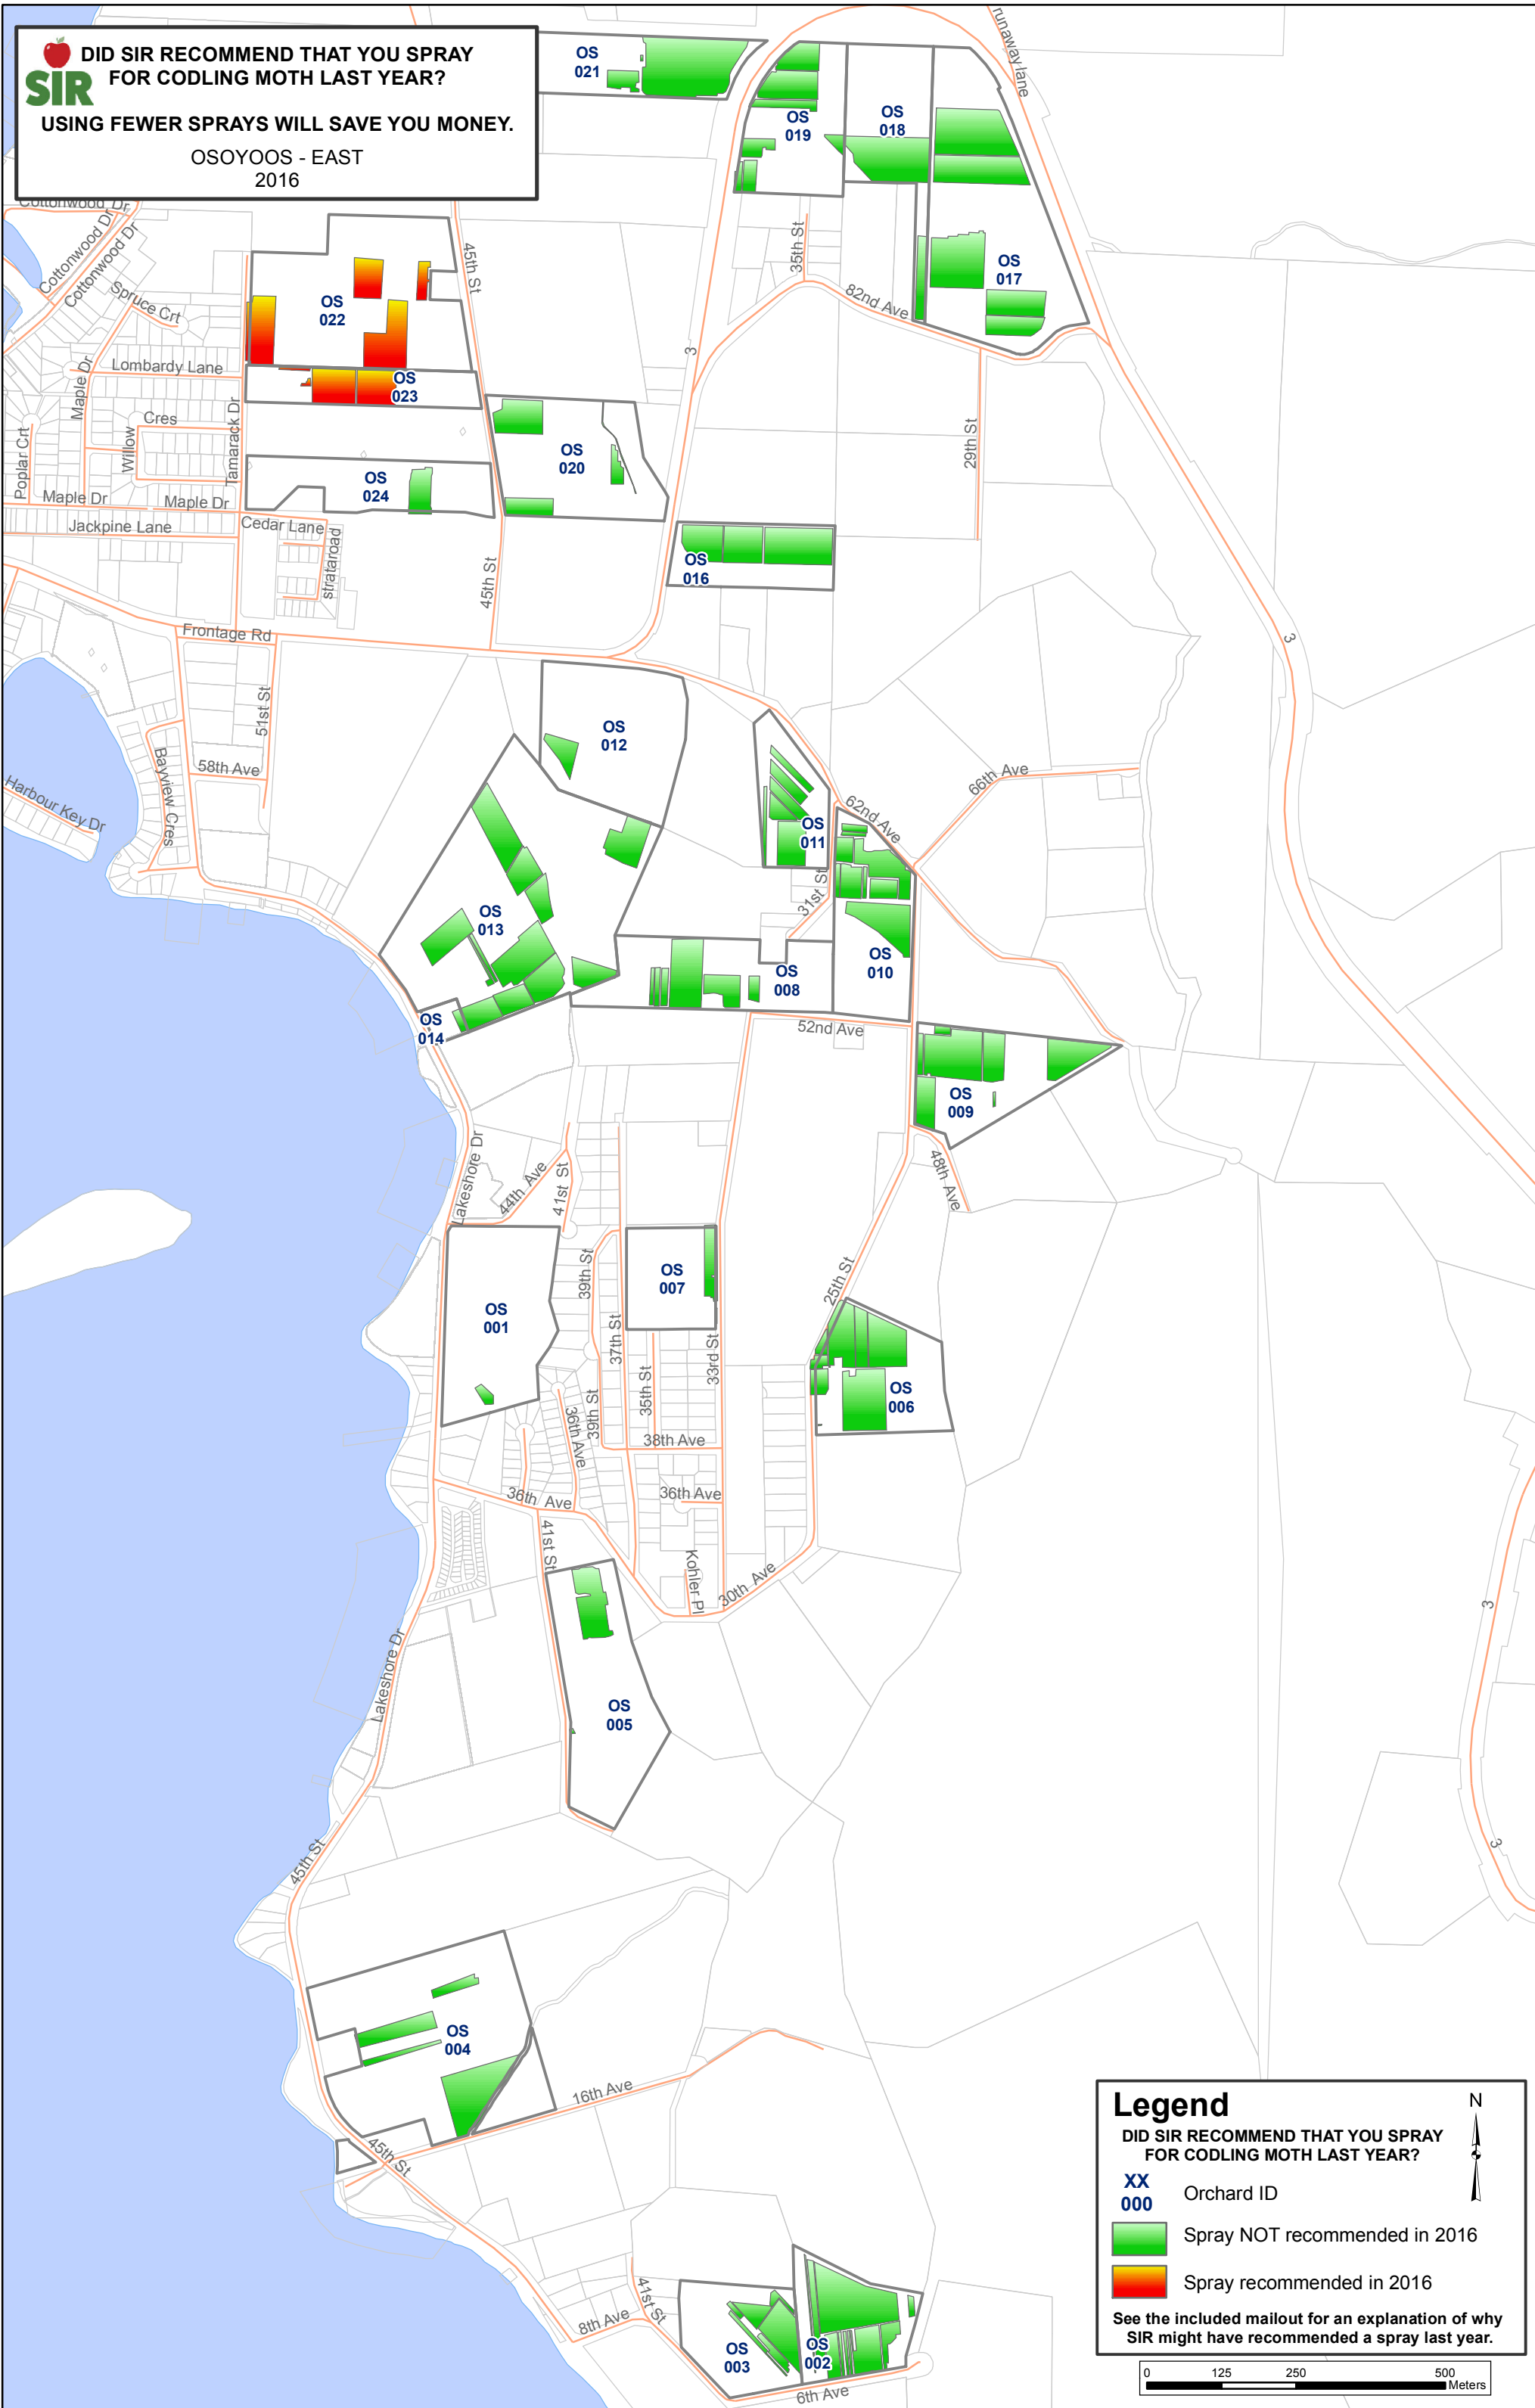 SIR
DID SIR RECOMMEND THAT YOU SPRAY
FOR CODLING MOTH LAST YEAR?
USING FEWER SPRAYS WILL SAVE YOU MONEY.
OSOYOOS - EAST
2016
runaway lane
OS
021
OS
019
OS
018
OS
017
35th St
82nd Ave
29th St
3
3
Cottonwood Dr
Cottonwood Dr
Cottonwood Dr
Spruce Crt
Lombardy Lane
Maple Dr
Cres
Willow
Poplar Crt
Tamarack Dr
Maple Dr
Maple Dr
Jackpine Lane
Cedar Lane
strataroad
45th St
45th St
OS
022
OS
023
OS
024
OS
020
OS
016
Frontage Rd
51st St
58th Ave
Bayview Cres
Harbour Key Dr
OS
012
OS
011
OS
013
OS
014
OS
008
OS
010
OS
009
62nd Ave
66th Ave
31st St
52nd Ave
48th Ave
25th St
Lakeshore Dr
44th Ave
41st St
39th St
37th St
39th St
35th St
33rd St
38th Ave
36th Ave
36th Ave
36th Ave
41st St
Kohler Pl
30th Ave
OS
001
OS
007
OS
006
OS
005
Lakeshore Dr
45th St
3
3
OS
004
16th Ave
45th St
41st St
8th Ave
6th Ave
OS
003
OS
002
Legend
N
DID SIR RECOMMEND THAT YOU SPRAY
FOR CODLING MOTH LAST YEAR?
XX
000
Orchard ID
Spray NOT recommended in 2016
Spray recommended in 2016
See the included mailout for an explanation of why
SIR might have recommended a spray last year.
0 125 250 500
Meters